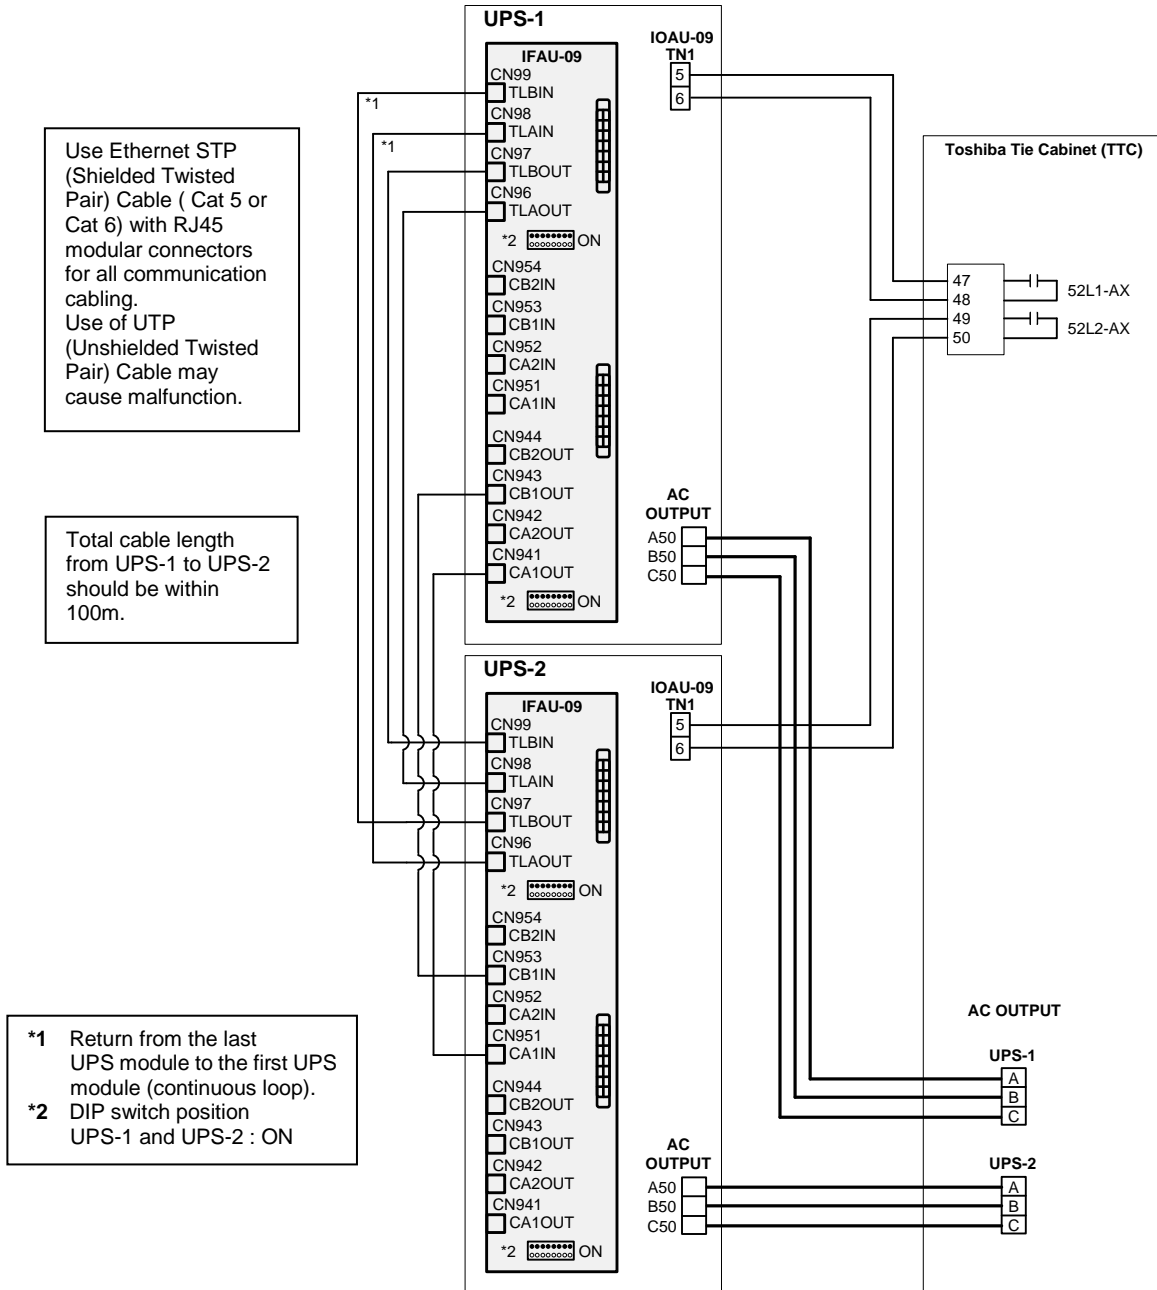 UPS-1
IFAU-09
CN99
TLBIN
CN98
TLAIN
CN97
TLBOUT
CN96
TLAOUT
*2 ON
CN954
CB2IN
CN953
CB1IN
CN952
CA2IN
CN951
CA1IN
CN944
CB2OUT
CN943
CB1OUT
CN942
CA2OUT
CN941
CA1OUT
*2 ON
*1
*1
IOAU-09
TN1
5
6
AC
OUTPUT
A50
B50
C50
Use Ethernet STP
(Shielded Twisted
Pair) Cable ( Cat 5 or
Cat 6) with RJ45
modular connectors
for all communication
cabling.
Use of UTP
(Unshielded Twisted
Pair) Cable may
cause malfunction.
Total cable length
from UPS-1 to UPS-2
should be within
100m.
Toshiba Tie Cabinet (TTC)
47
48
49
50
52L1-AX
52L2-AX
UPS-2
IFAU-09
CN99
TLBIN
CN98
TLAIN
CN97
TLBOUT
CN96
TLAOUT
*2 ON
CN954
CB2IN
CN953
CB1IN
CN952
CA2IN
CN951
CA1IN
CN944
CB2OUT
CN943
CB1OUT
CN942
CA2OUT
CN941
CA1OUT
*2 ON
IOAU-09
TN1
5
6
AC
OUTPUT
A50
B50
C50
*1 Return from the last
UPS module to the first UPS
module (continuous loop).
*2 DIP switch position
UPS-1 and UPS-2 : ON
AC OUTPUT
UPS-1
A
B
C
UPS-2
A
B
C